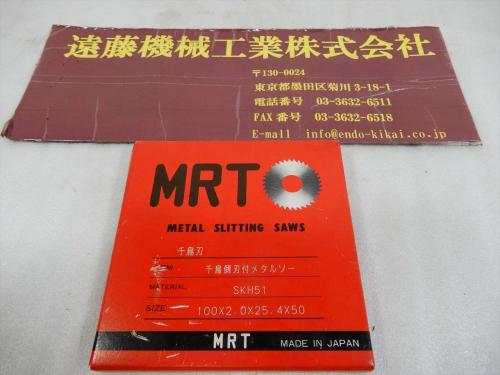 遠藤機械工業株式会社
〒130-0024
東京都墨田区菊川3-18-1
電話番号 03-3632-6511
FAX番号 03-3632-6518
E-mail info@endo-kikai.co.jp
MRT
METAL SLITTING SAWS
千鳥刃
千鳥側刃付メタルソー
MATERIAL SKH51
SIZE 100X2.0X25.4X50
MRT MADE IN JAPAN